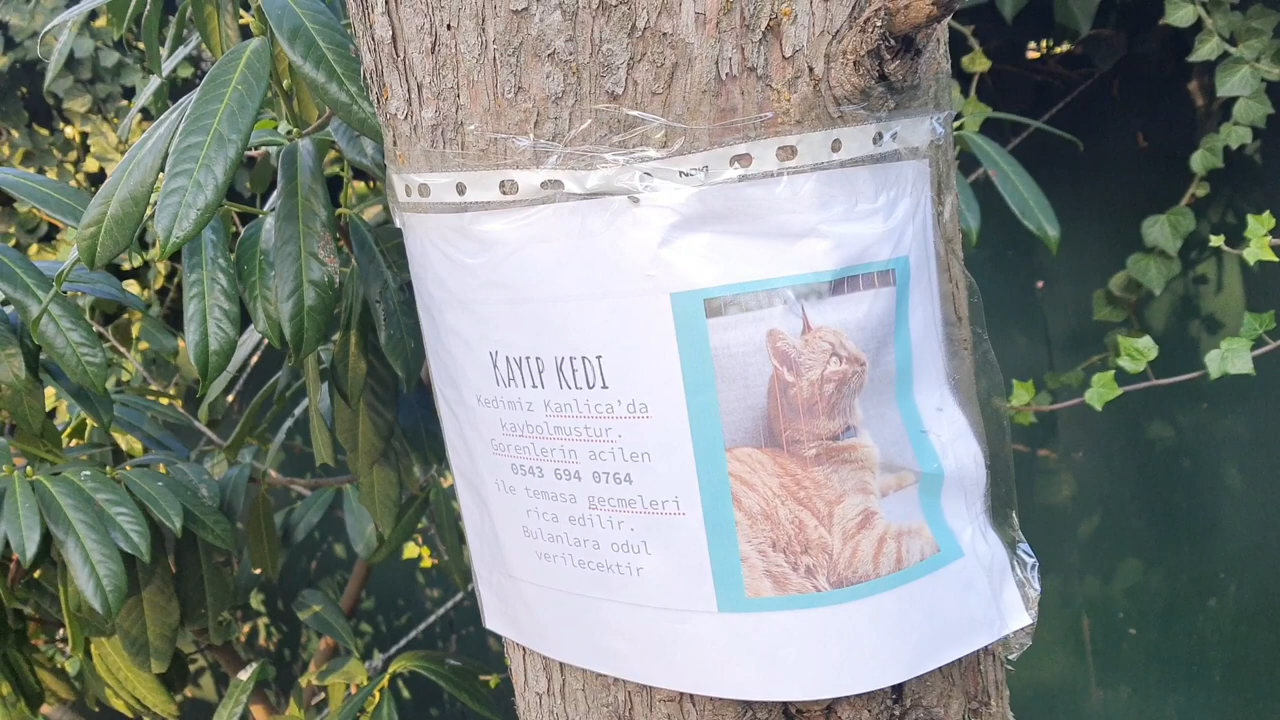 NOKI
KAYIP KEDI
Kedimiz Kanlica'da
kaybolmustur.
Gorenlerin acilen
0543 694 0764
ile temasa gecmeleri
rica edilir.
Bulanlara odul
verilecektir